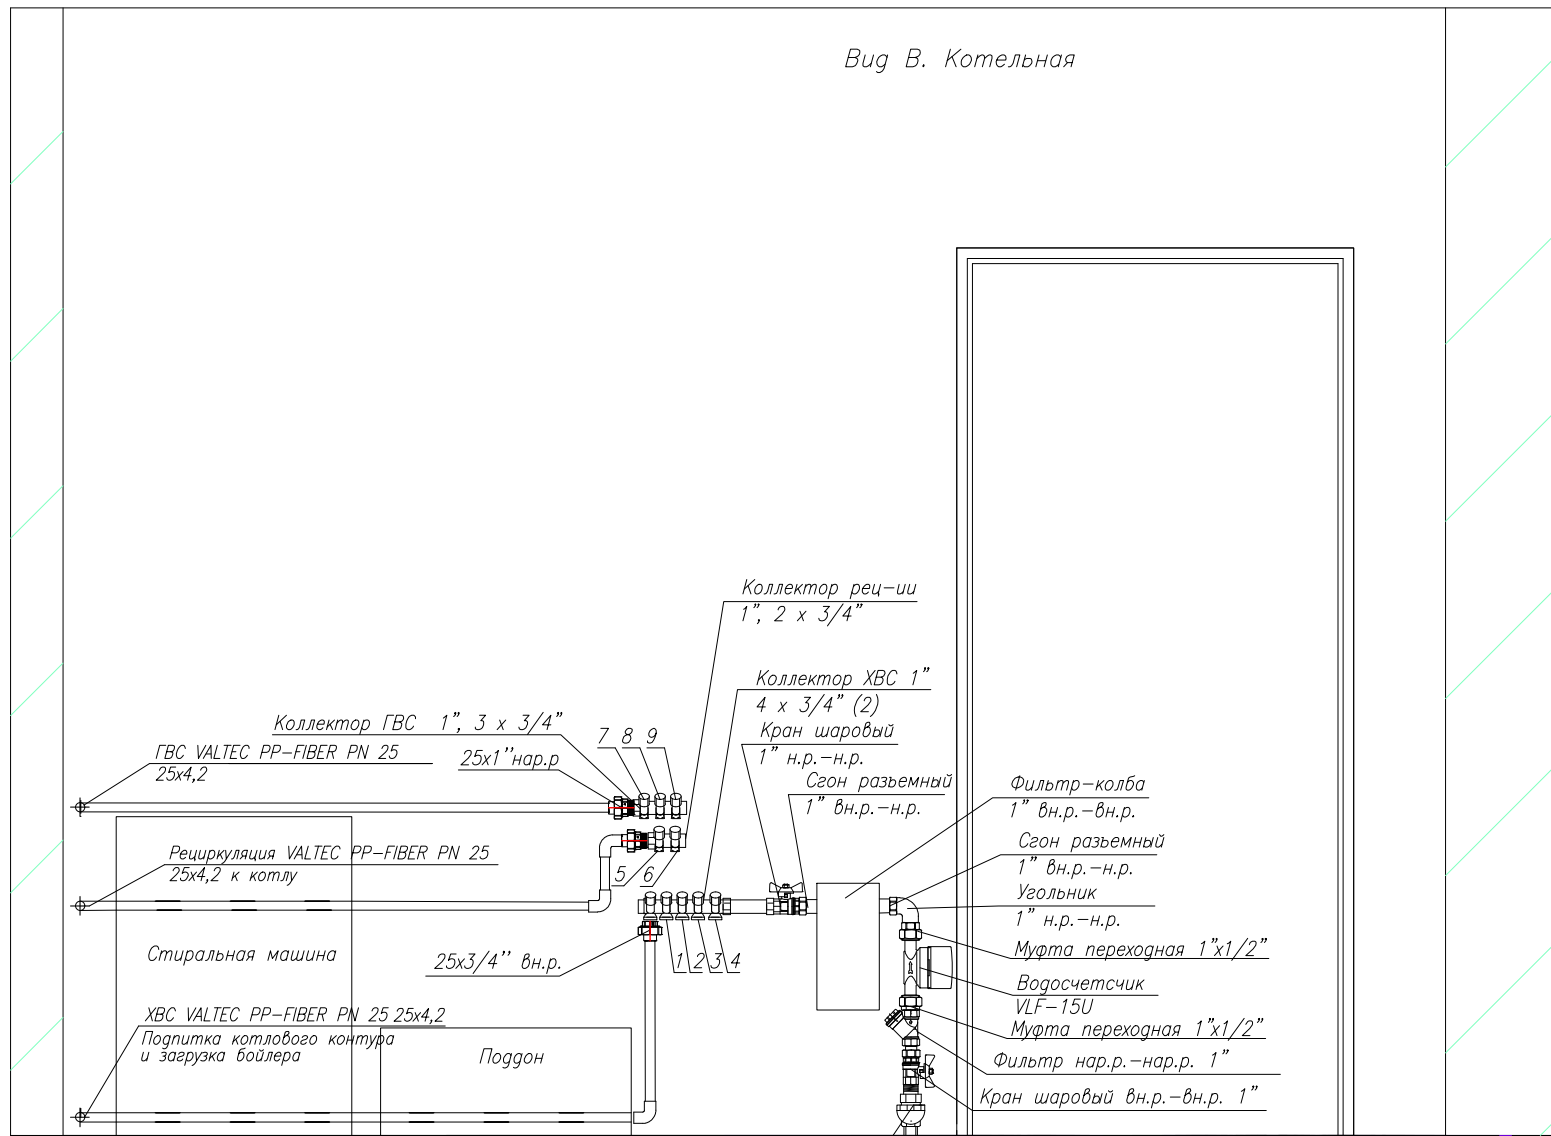 Вид В. Котельная
Коллектор рец-ии
1", 2 x 3/4"
Коллектор ХВС 1"
4 x 3/4" (2)
Кран шаровый
1" н.р.-н.р.
Сгон разъемный
1" вн.р.-н.р.
Коллектор ГВС 1", 3 x 3/4"
7 8 9
ГВС VALTEC PP-FIBER PN 25
25x4,2
25x1"нар.р
Фильтр-колба
1" вн.р.-вн.р.
Сгон разъемный
1" вн.р.-н.р.
Рециркуляция VALTEC PP-FIBER PN 25
25x4,2 к котлу
5 6
Угольник
1" н.р.-н.р.
Муфта переходная 1"x1/2"
Стиральная машина
25x3/4" вн.р.
1 2 3 4
Водосчетсчик
VLF-15U
Муфта переходная 1"x1/2"
ХВС VALTEC PP-FIBER PN 25 25x4,2
Подпитка котлового контура
и загрузка бойлера
Поддон
Фильтр нар.р.-нар.р. 1"
Кран шаровый вн.р.-вн.р. 1"